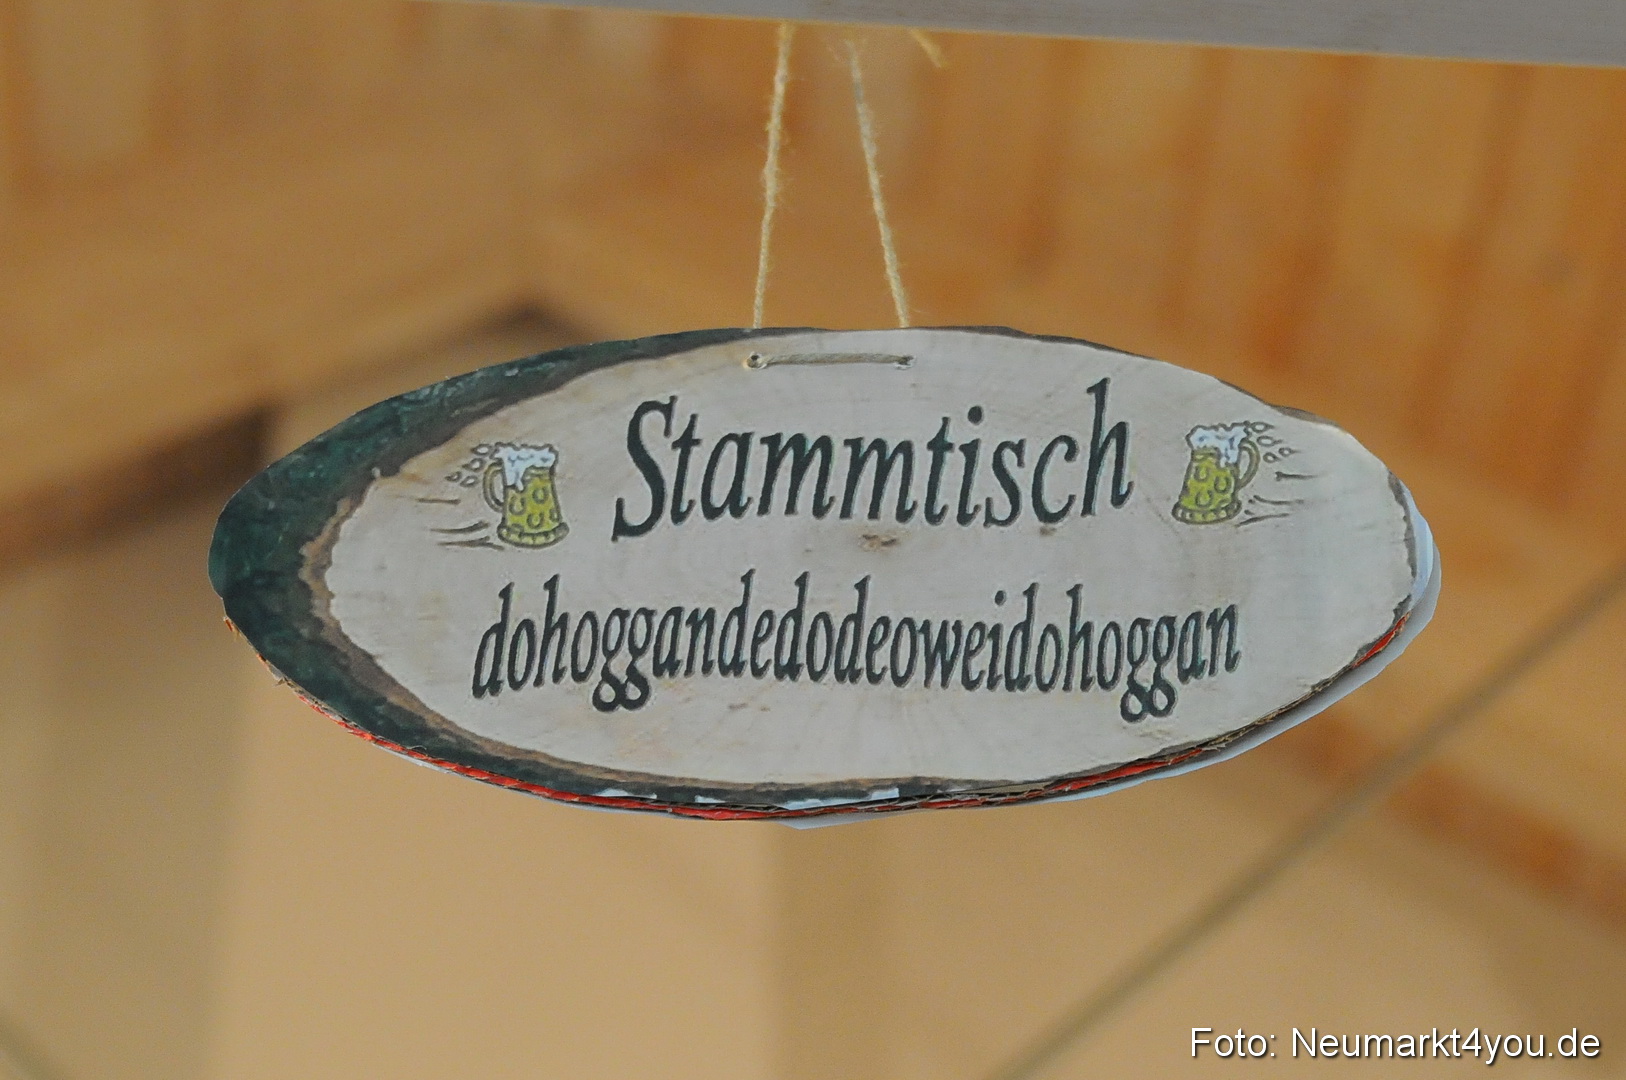 Stammtisch
dohoggandedodeoweidohoggan
Foto: Neumarkt4you.de